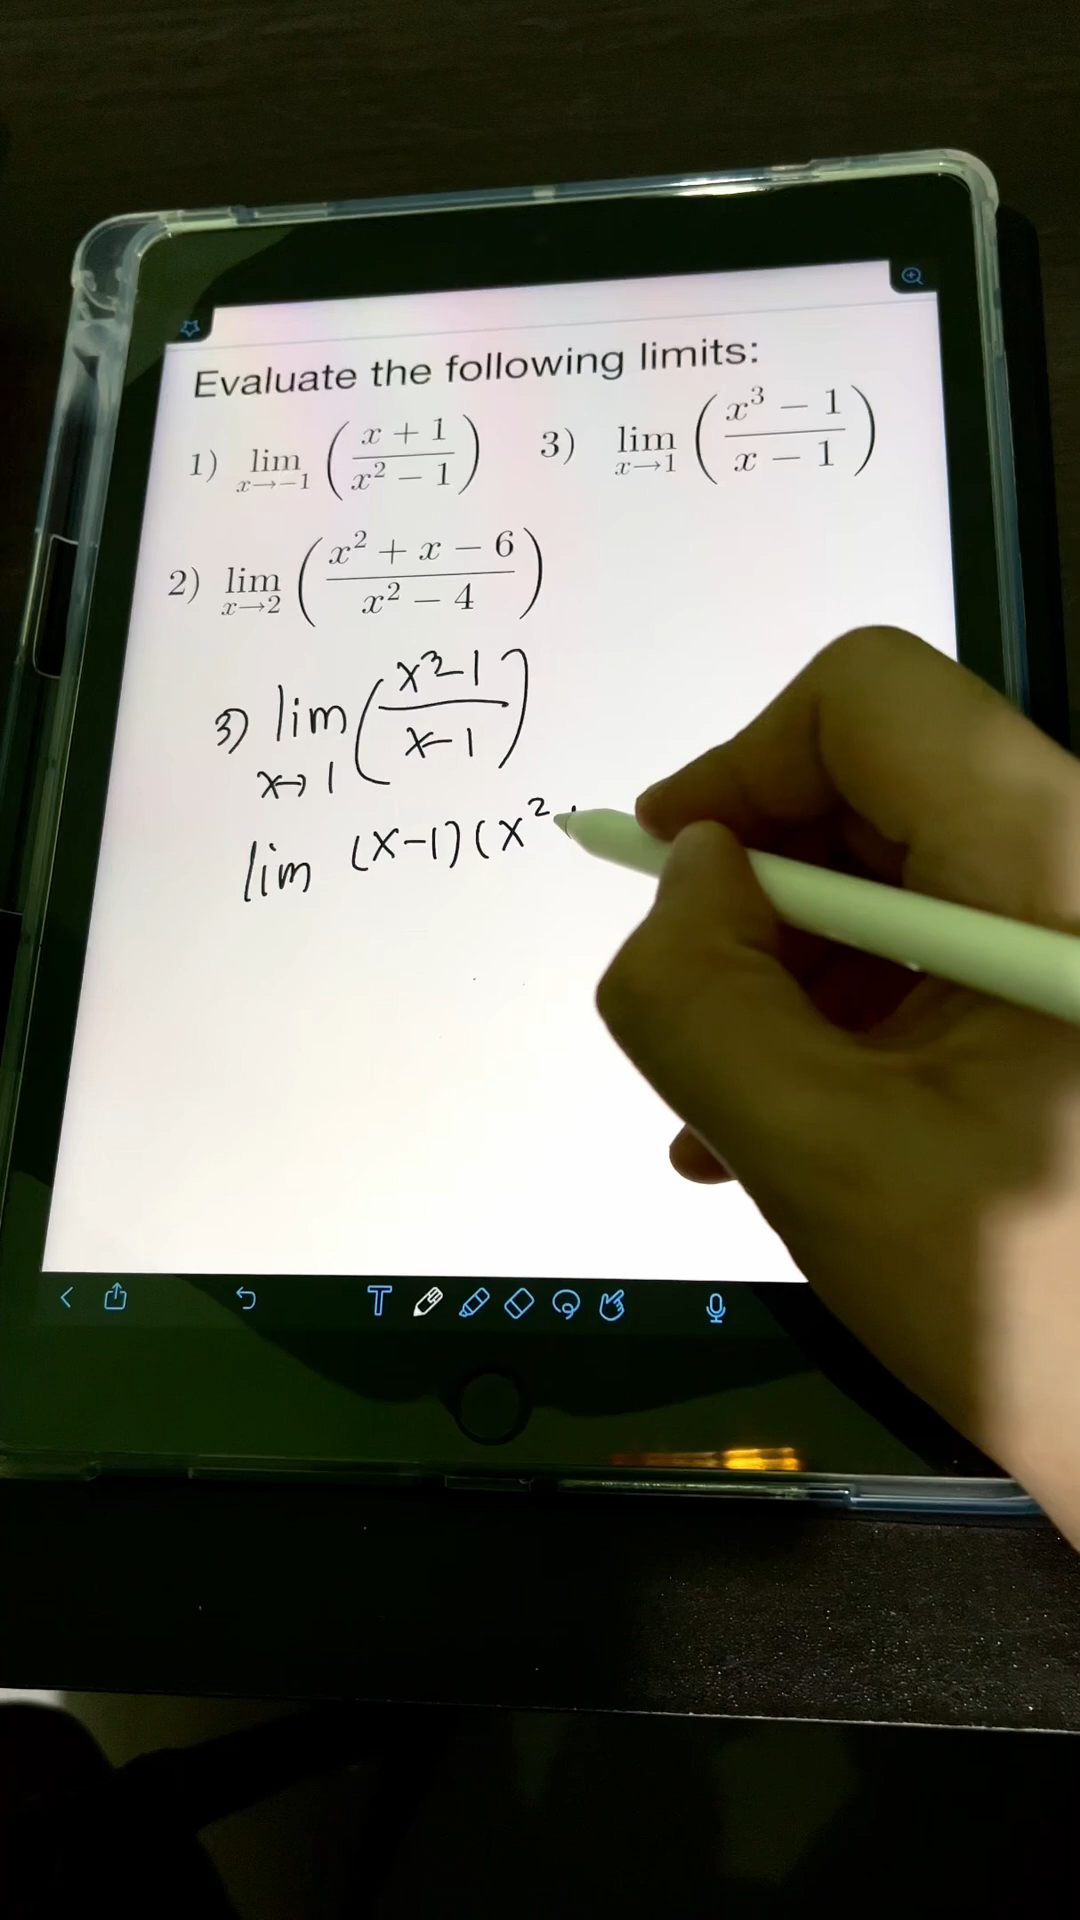 Evaluate the following limits:
1) lim x→−1 ( (x + 1) / (x² − 1) )
3) lim x→1 ( (x³ − 1) / (x − 1) )
2) lim x→2 ( (x² + x − 6) / (x² − 4) )
3) lim x→1 ( (x³−1) / (x−1) )
lim (x−1)(x²
T